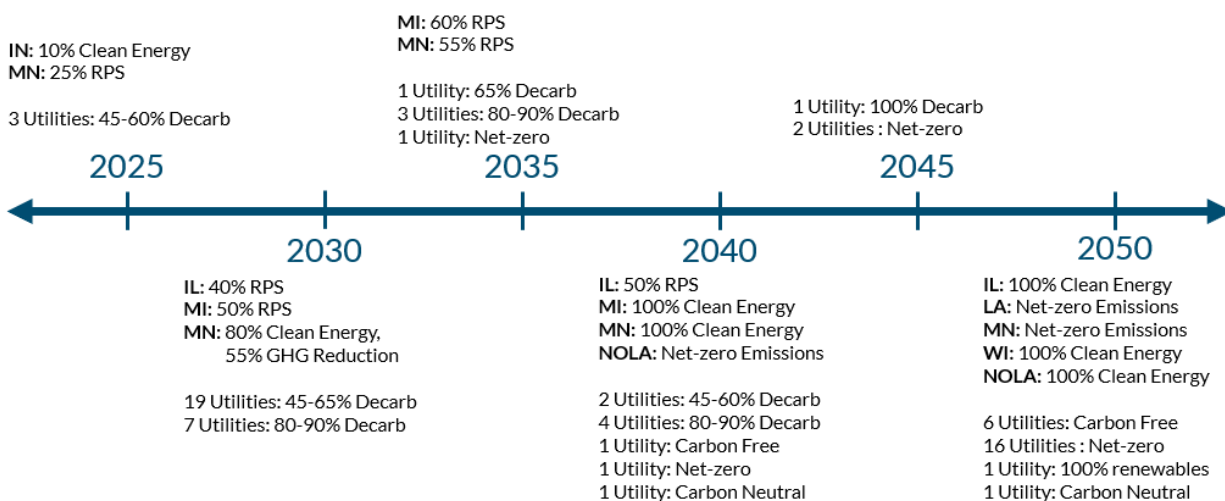 IN: 10% Clean Energy
MN: 25% RPS
3 Utilities: 45-60% Decarb
2025
MI: 60% RPS
MN: 55% RPS
1 Utility: 65% Decarb
3 Utilities: 80-90% Decarb
1 Utility: Net-zero
2035
1 Utility: 100% Decarb
2 Utilities : Net-zero
2045
2030
IL: 40% RPS
MI: 50% RPS
MN: 80% Clean Energy,
55% GHG Reduction
19 Utilities: 45-65% Decarb
7 Utilities: 80-90% Decarb
2040
IL: 50% RPS
MI: 100% Clean Energy
MN: 100% Clean Energy
NOLA: Net-zero Emissions
2 Utilities: 45-60% Decarb
4 Utilities: 80-90% Decarb
1 Utility: Carbon Free
1 Utility: Net-zero
1 Utility: Carbon Neutral
2050
IL: 100% Clean Energy
LA: Net-zero Emissions
MN: Net-zero Emissions
WI: 100% Clean Energy
NOLA: 100% Clean Energy
6 Utilities: Carbon Free
16 Utilities : Net-zero
1 Utility: 100% renewables
1 Utility: Carbon Neutral